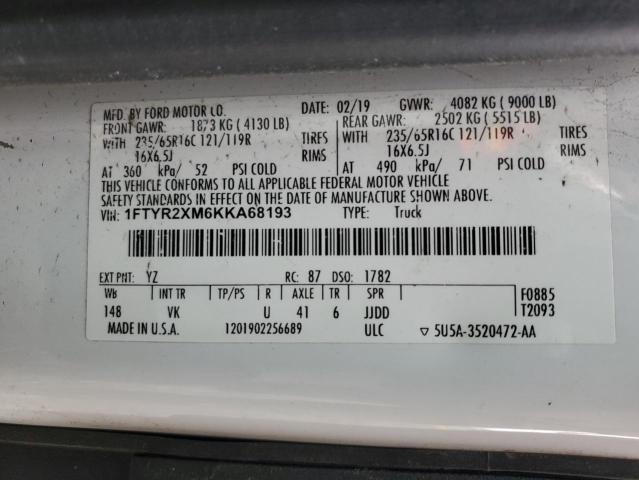 MFD. BY FORD MOTOR CO. DATE: 02/19 GVWR: 4082 KG ( 9000 LB)
FRONT GAWR: 1873 KG ( 4130 LB) REAR GAWR: 2502 KG ( 5515 LB)
WITH 235/65R16C 121/119R TIRES WITH 235/65R16C 121/119R TIRES
16X6.5J RIMS 16X6.5J RIMS
AT 360 kPa/ 52 PSI COLD AT 490 kPa/ 71 PSI COLD
THIS VEHICLE CONFORMS TO ALL APPLICABLE FEDERAL MOTOR VEHICLE
SAFETY STANDARDS IN EFFECT ON THE DATE OF MANUFACTURE SHOWN ABOVE.
VIN: 1FTYR2XM6KKA68193 TYPE: Truck
EXT PNT: YZ RC: 87 DSO: 1782
WB INT TR TP/PS R AXLE TR SPR F0885
148 VK U 41 6 JJDD T2093
MADE IN U.S.A. 1201902256689 ULC ▽ 5U5A-3520472-AA